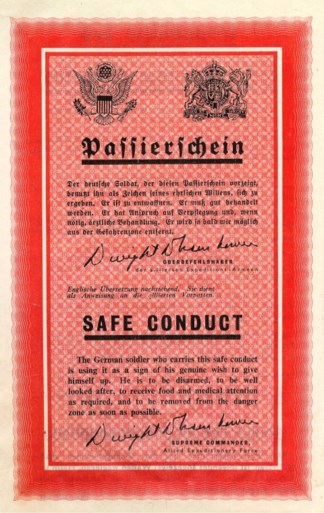 Passierschein
Der deutsche Soldat, der diesen Passierschein vorzeigt,
benutzt ihn als Zeichen seines ehrlichen Willens, sich zu
ergeben. Er ist zu entwaffnen. Er muß gut behandelt
werden. Er hat Anspruch auf Verpflegung und, wenn
nötig, ärztliche Behandlung. Er wird so bald wie möglich
aus der Gefahrenzone entfernt.
Dwight D Eisenhower
OBERBEFEHLSHABER
der alliierten Expeditions-Armeen
Englische Übersetzung nachstehend. Sie dient
als Anweisung an die alliierten Vorposten.
SAFE CONDUCT
The German soldier who carries this safe conduct
is using it as a sign of his genuine wish to give
himself up. He is to be disarmed, to be well
looked after, to receive food and medical attention
as required, and to be removed from the danger
zone as soon as possible.
Dwight D Eisenhower
SUPREME COMMANDER,
Allied Expeditionary Force